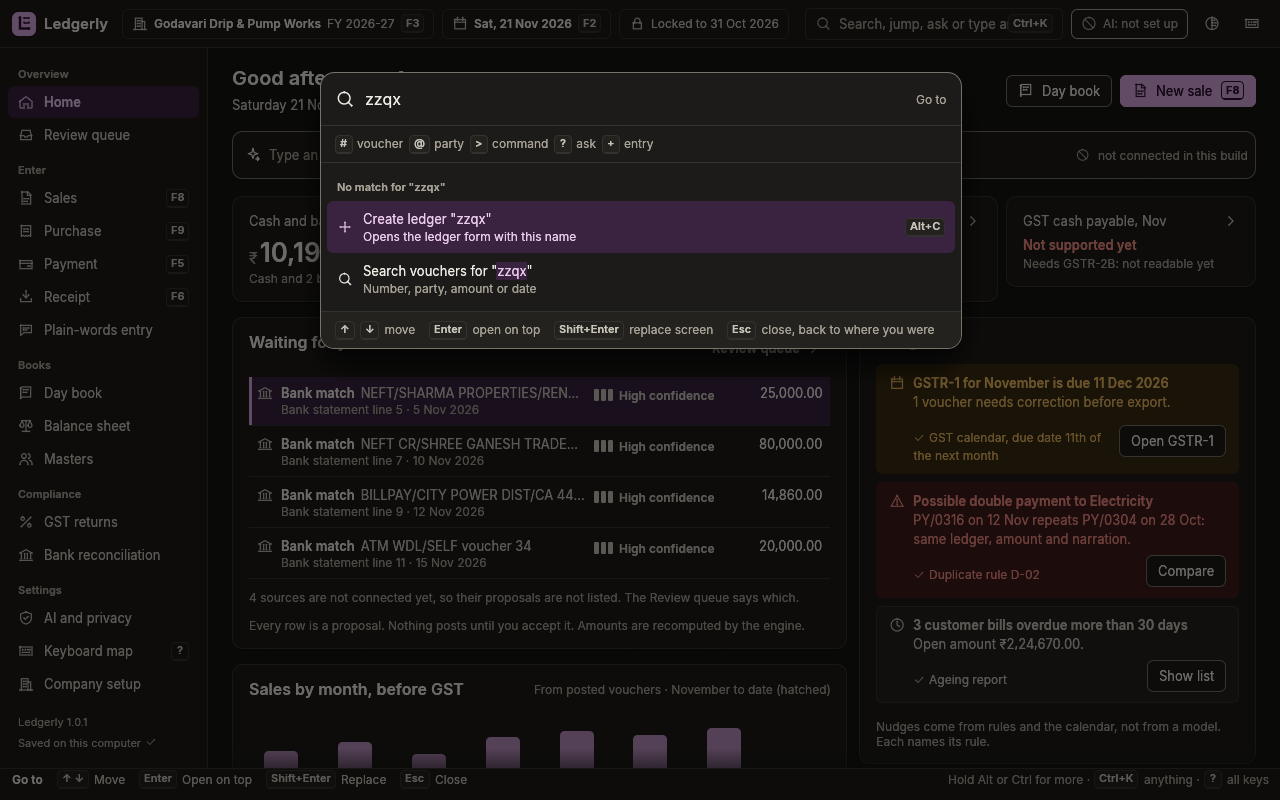 Ledgerly
Godavari Drip & Pump Works FY 2026-27 F3
Sat, 21 Nov 2026 F2
Locked to 31 Oct 2026
Search, jump, ask or type a Ctrl+K
AI: not set up
Overview
Home
Review queue
Enter
Sales F8
Purchase F9
Payment F5
Receipt F6
Plain-words entry
Books
Day book
Balance sheet
Masters
Compliance
GST returns
Bank reconciliation
Settings
AI and privacy
Keyboard map ?
Company setup
Ledgerly 1.0.1
Saved on this computer
Good afte
Saturday 21 No
Day book
New sale F8
Type an
not connected in this build
zzqx Go to
# voucher @ party > command ? ask + entry
No match for "zzqx"
Create ledger "zzqx" Alt+C
Opens the ledger form with this name
Search vouchers for "zzqx"
Number, party, amount or date
↑ ↓ move Enter open on top Shift+Enter replace screen Esc close, back to where you were
Cash and b
₹10,19
Cash and 2 b
GST cash payable, Nov
Not supported yet
Needs GSTR-2B: not readable yet
Waiting fo
Review queue
Bank match NEFT/SHARMA PROPERTIES/REN... High confidence 25,000.00
Bank statement line 5 · 5 Nov 2026
Bank match NEFT CR/SHREE GANESH TRADE... High confidence 80,000.00
Bank statement line 7 · 10 Nov 2026
Bank match BILLPAY/CITY POWER DIST/CA 44... High confidence 14,860.00
Bank statement line 9 · 12 Nov 2026
Bank match ATM WDL/SELF voucher 34 High confidence 20,000.00
Bank statement line 11 · 15 Nov 2026
4 sources are not connected yet, so their proposals are not listed. The Review queue says which.
Every row is a proposal. Nothing posts until you accept it. Amounts are recomputed by the engine.
Sales by month, before GST
From posted vouchers · November to date (hatched)
GSTR-1 for November is due 11 Dec 2026
1 voucher needs correction before export.
✓ GST calendar, due date 11th of
the next month
Open GSTR-1
Possible double payment to Electricity
PY/0316 on 12 Nov repeats PY/0304 on 28 Oct:
same ledger, amount and narration.
✓ Duplicate rule D-02
Compare
3 customer bills overdue more than 30 days
Open amount ₹2,24,670.00.
✓ Ageing report
Show list
Nudges come from rules and the calendar, not from a model.
Each names its rule.
Go to ↑↓ Move Enter Open on top Shift+Enter Replace Esc Close
Hold Alt or Ctrl for more · Ctrl+K anything · ? all keys